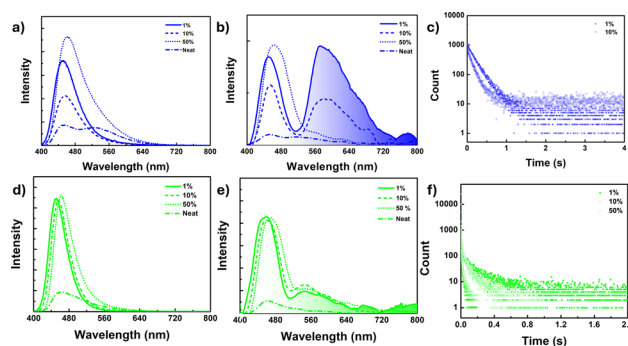 a)
Intensity
1%
10%
50%
Neat
400 480 560 640 720 800
Wavelength (nm)
b)
Intensity
1%
10%
50%
Neat
400 480 560 640 720 800
Wavelength (nm)
c)
Count
10000
1000
100
10
1
1%
10%
0 1 2 3 4
Time (s)
d)
Intensity
1%
10%
50 %
Neat
400 480 560 640 720 800
Wavelength (nm)
e)
Intensity
1%
10%
50 %
Neat
400 480 560 640 720 800
Wavelength (nm)
f)
Count
10000
1000
100
10
1
1%
10%
50%
0.0 0.4 0.8 1.2 1.6 2.
Time (s)